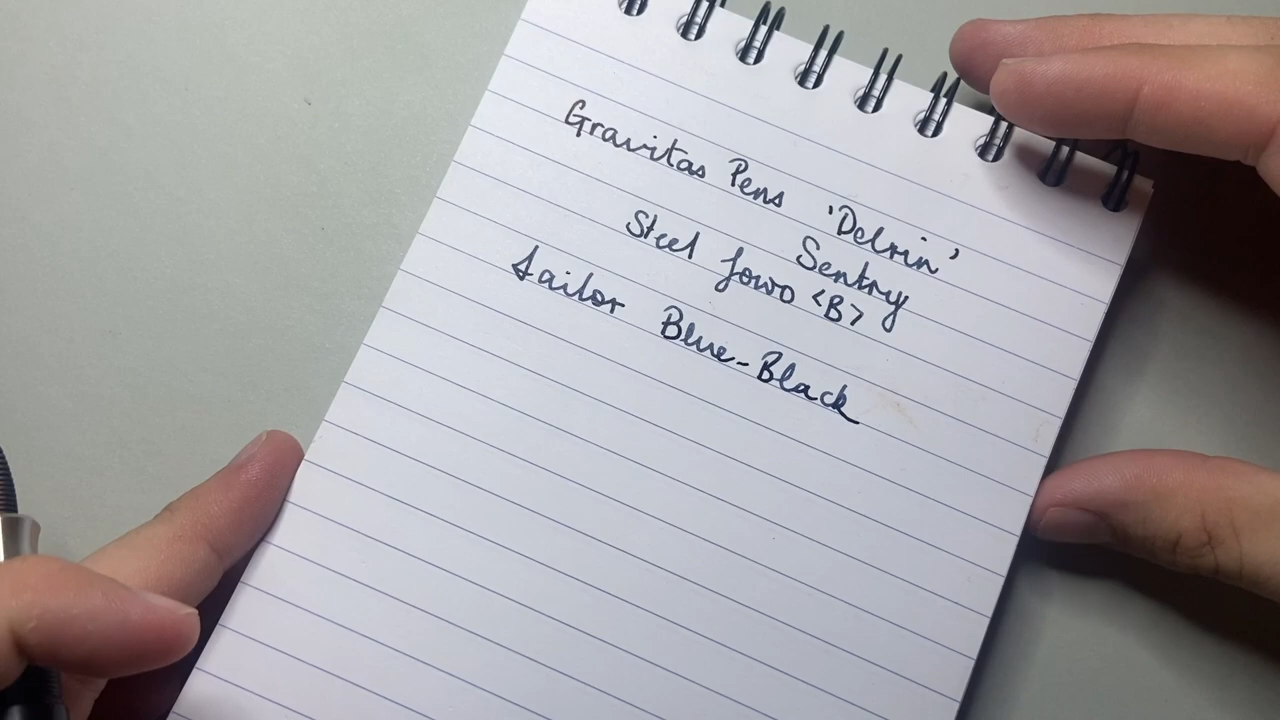 Gravitas Pens 'Delrin'
Sentry
Steel Jowo <B>
Sailor Blue-Black